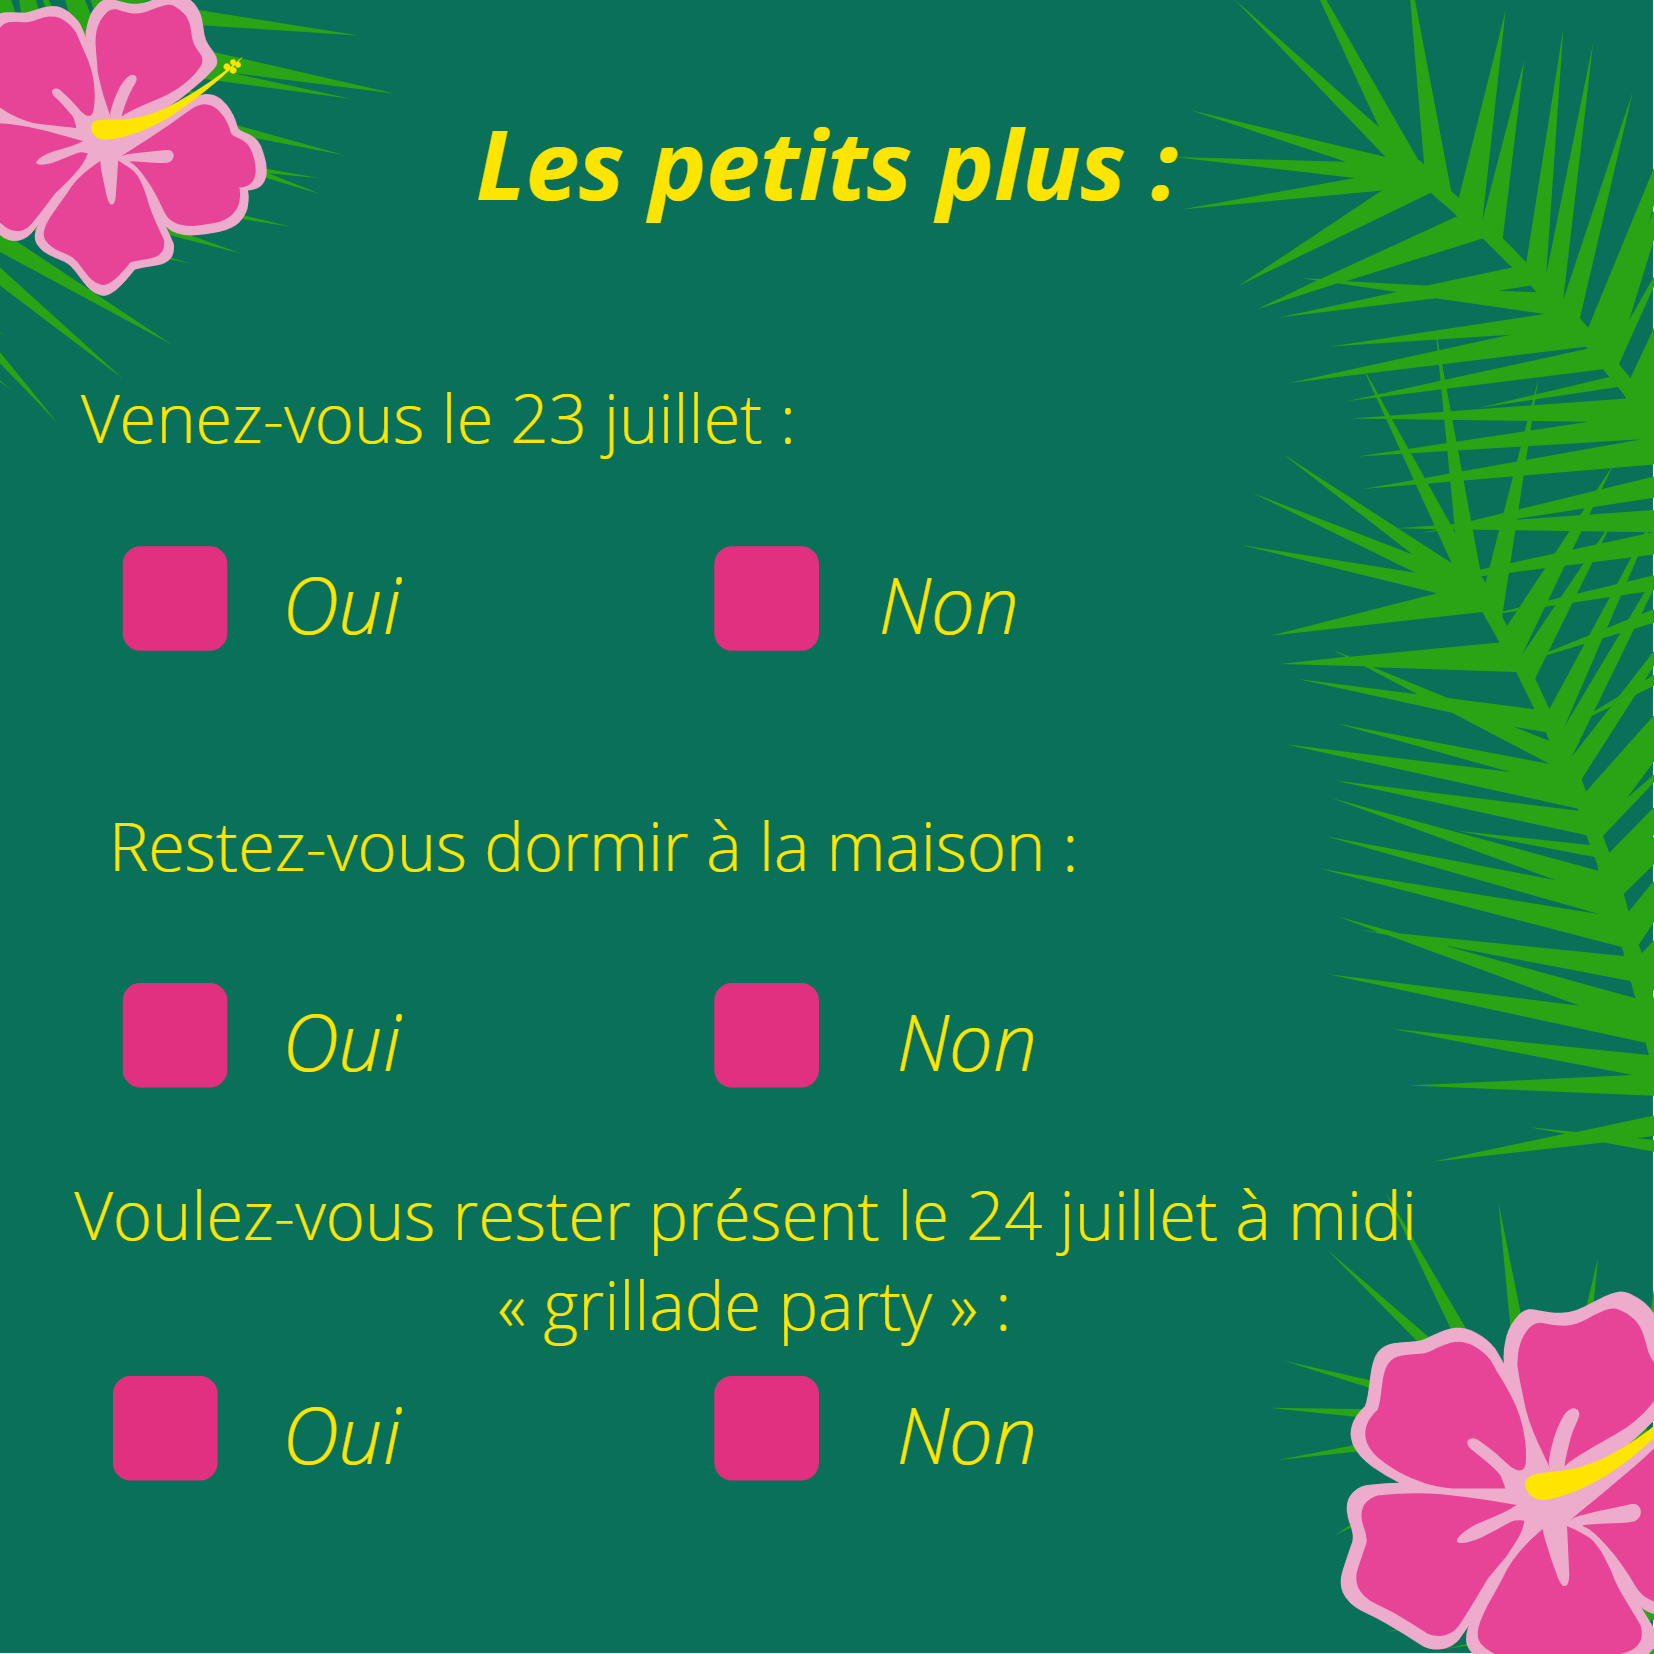 Les petits plus :
Venez-vous le 23 juillet :
Oui Non
Restez-vous dormir à la maison :
Oui Non
Voulez-vous rester présent le 24 juillet à midi
« grillade party » :
Oui Non